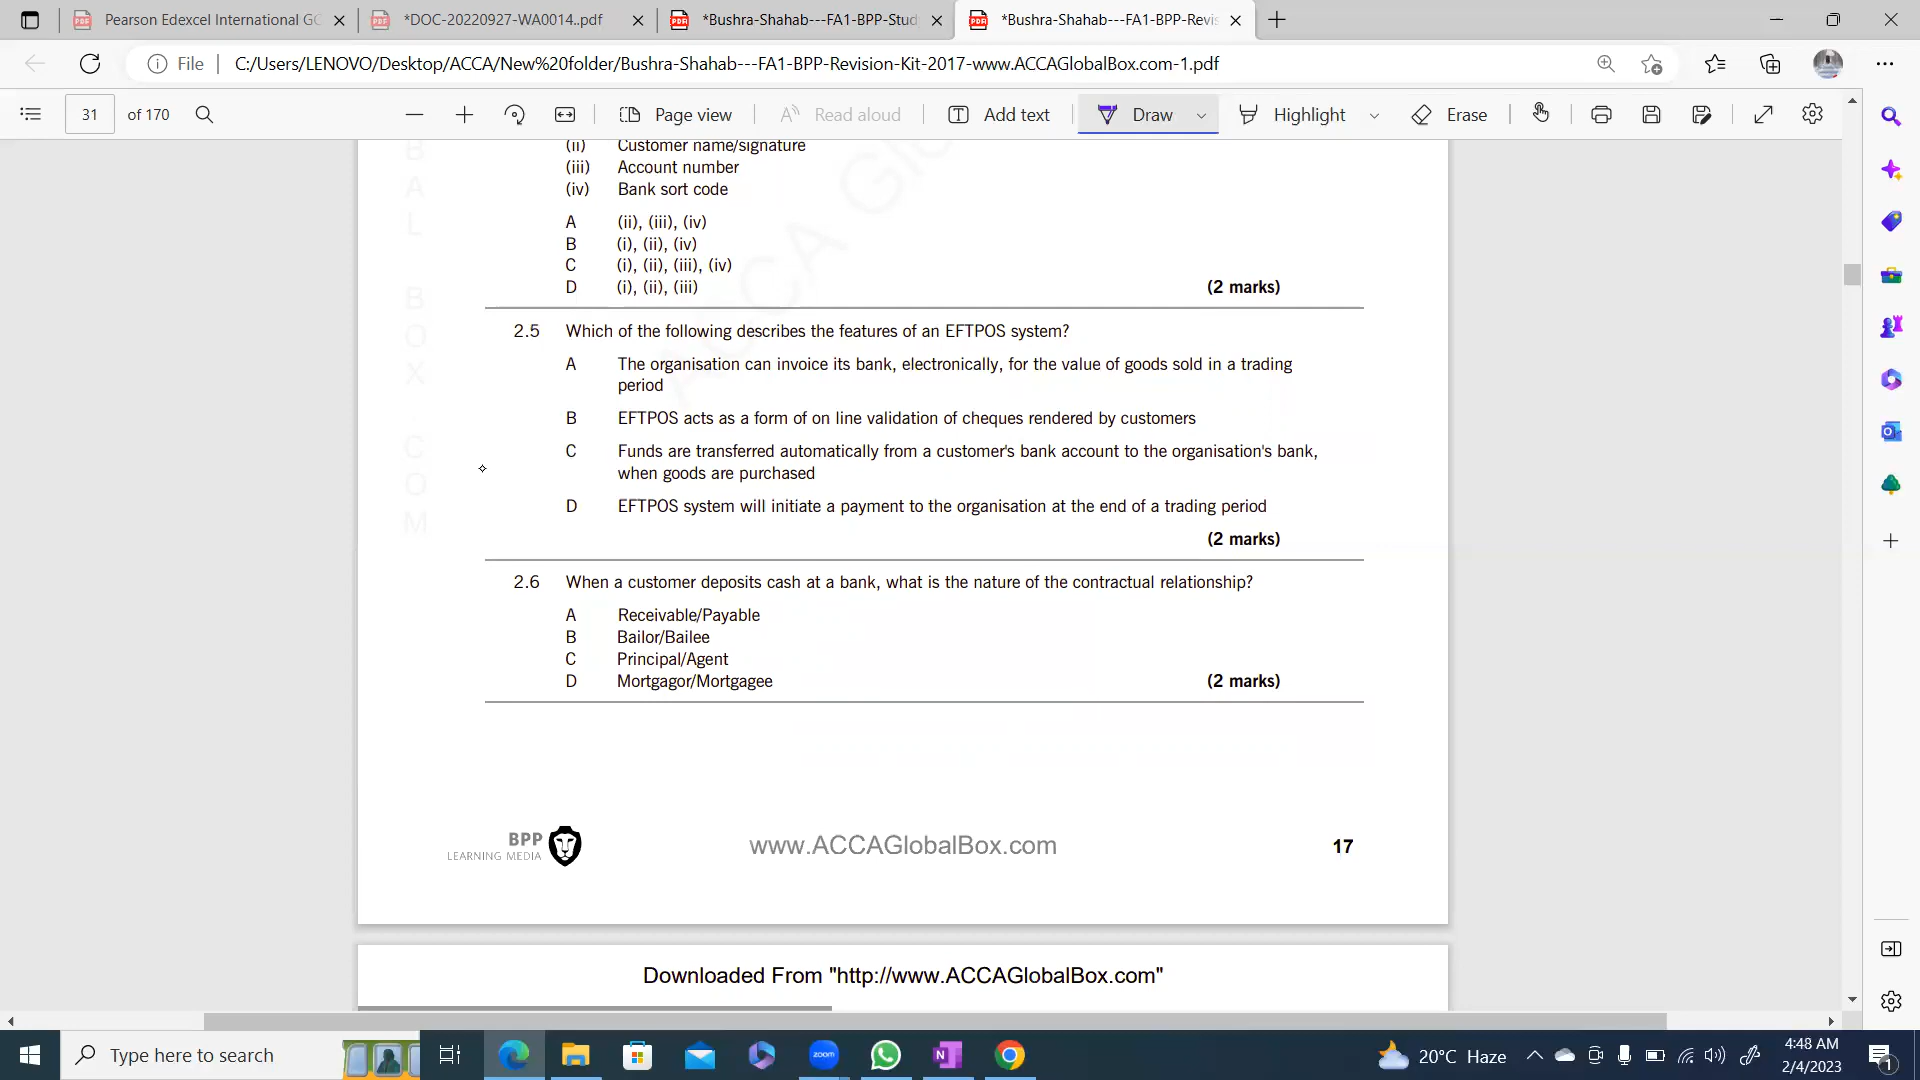 Pearson Edexcel International GC
*DOC-20220927-WA0014..pdf
*Bushra-Shahab---FA1-BPP-Stud
*Bushra-Shahab---FA1-BPP-Revis
File
C:/Users/LENOVO/Desktop/ACCA/New%20folder/Bushra-Shahab---FA1-BPP-Revision-Kit-2017-www.ACCAGlobalBox.com-1.pdf
31 of 170
Page view
Read aloud
Add text
Draw
Highlight
Erase
(ii) Customer name/signature
(iii) Account number
(iv) Bank sort code
A (ii), (iii), (iv)
B (i), (ii), (iv)
C (i), (ii), (iii), (iv)
D (i), (ii), (iii) (2 marks)
2.5 Which of the following describes the features of an EFTPOS system?
A The organisation can invoice its bank, electronically, for the value of goods sold in a trading
period
B EFTPOS acts as a form of on line validation of cheques rendered by customers
C Funds are transferred automatically from a customer's bank account to the organisation's bank,
when goods are purchased
D EFTPOS system will initiate a payment to the organisation at the end of a trading period
(2 marks)
2.6 When a customer deposits cash at a bank, what is the nature of the contractual relationship?
A Receivable/Payable
B Bailor/Bailee
C Principal/Agent
D Mortgagor/Mortgagee (2 marks)
BPP
LEARNING MEDIA
www.ACCAGlobalBox.com
17
Downloaded From "http://www.ACCAGlobalBox.com"
B
A
L
B
O
X
.
C
O
M
ACCA Glo
Type here to search
zoom
N
20°C Haze
4:48 AM
2/4/2023
1